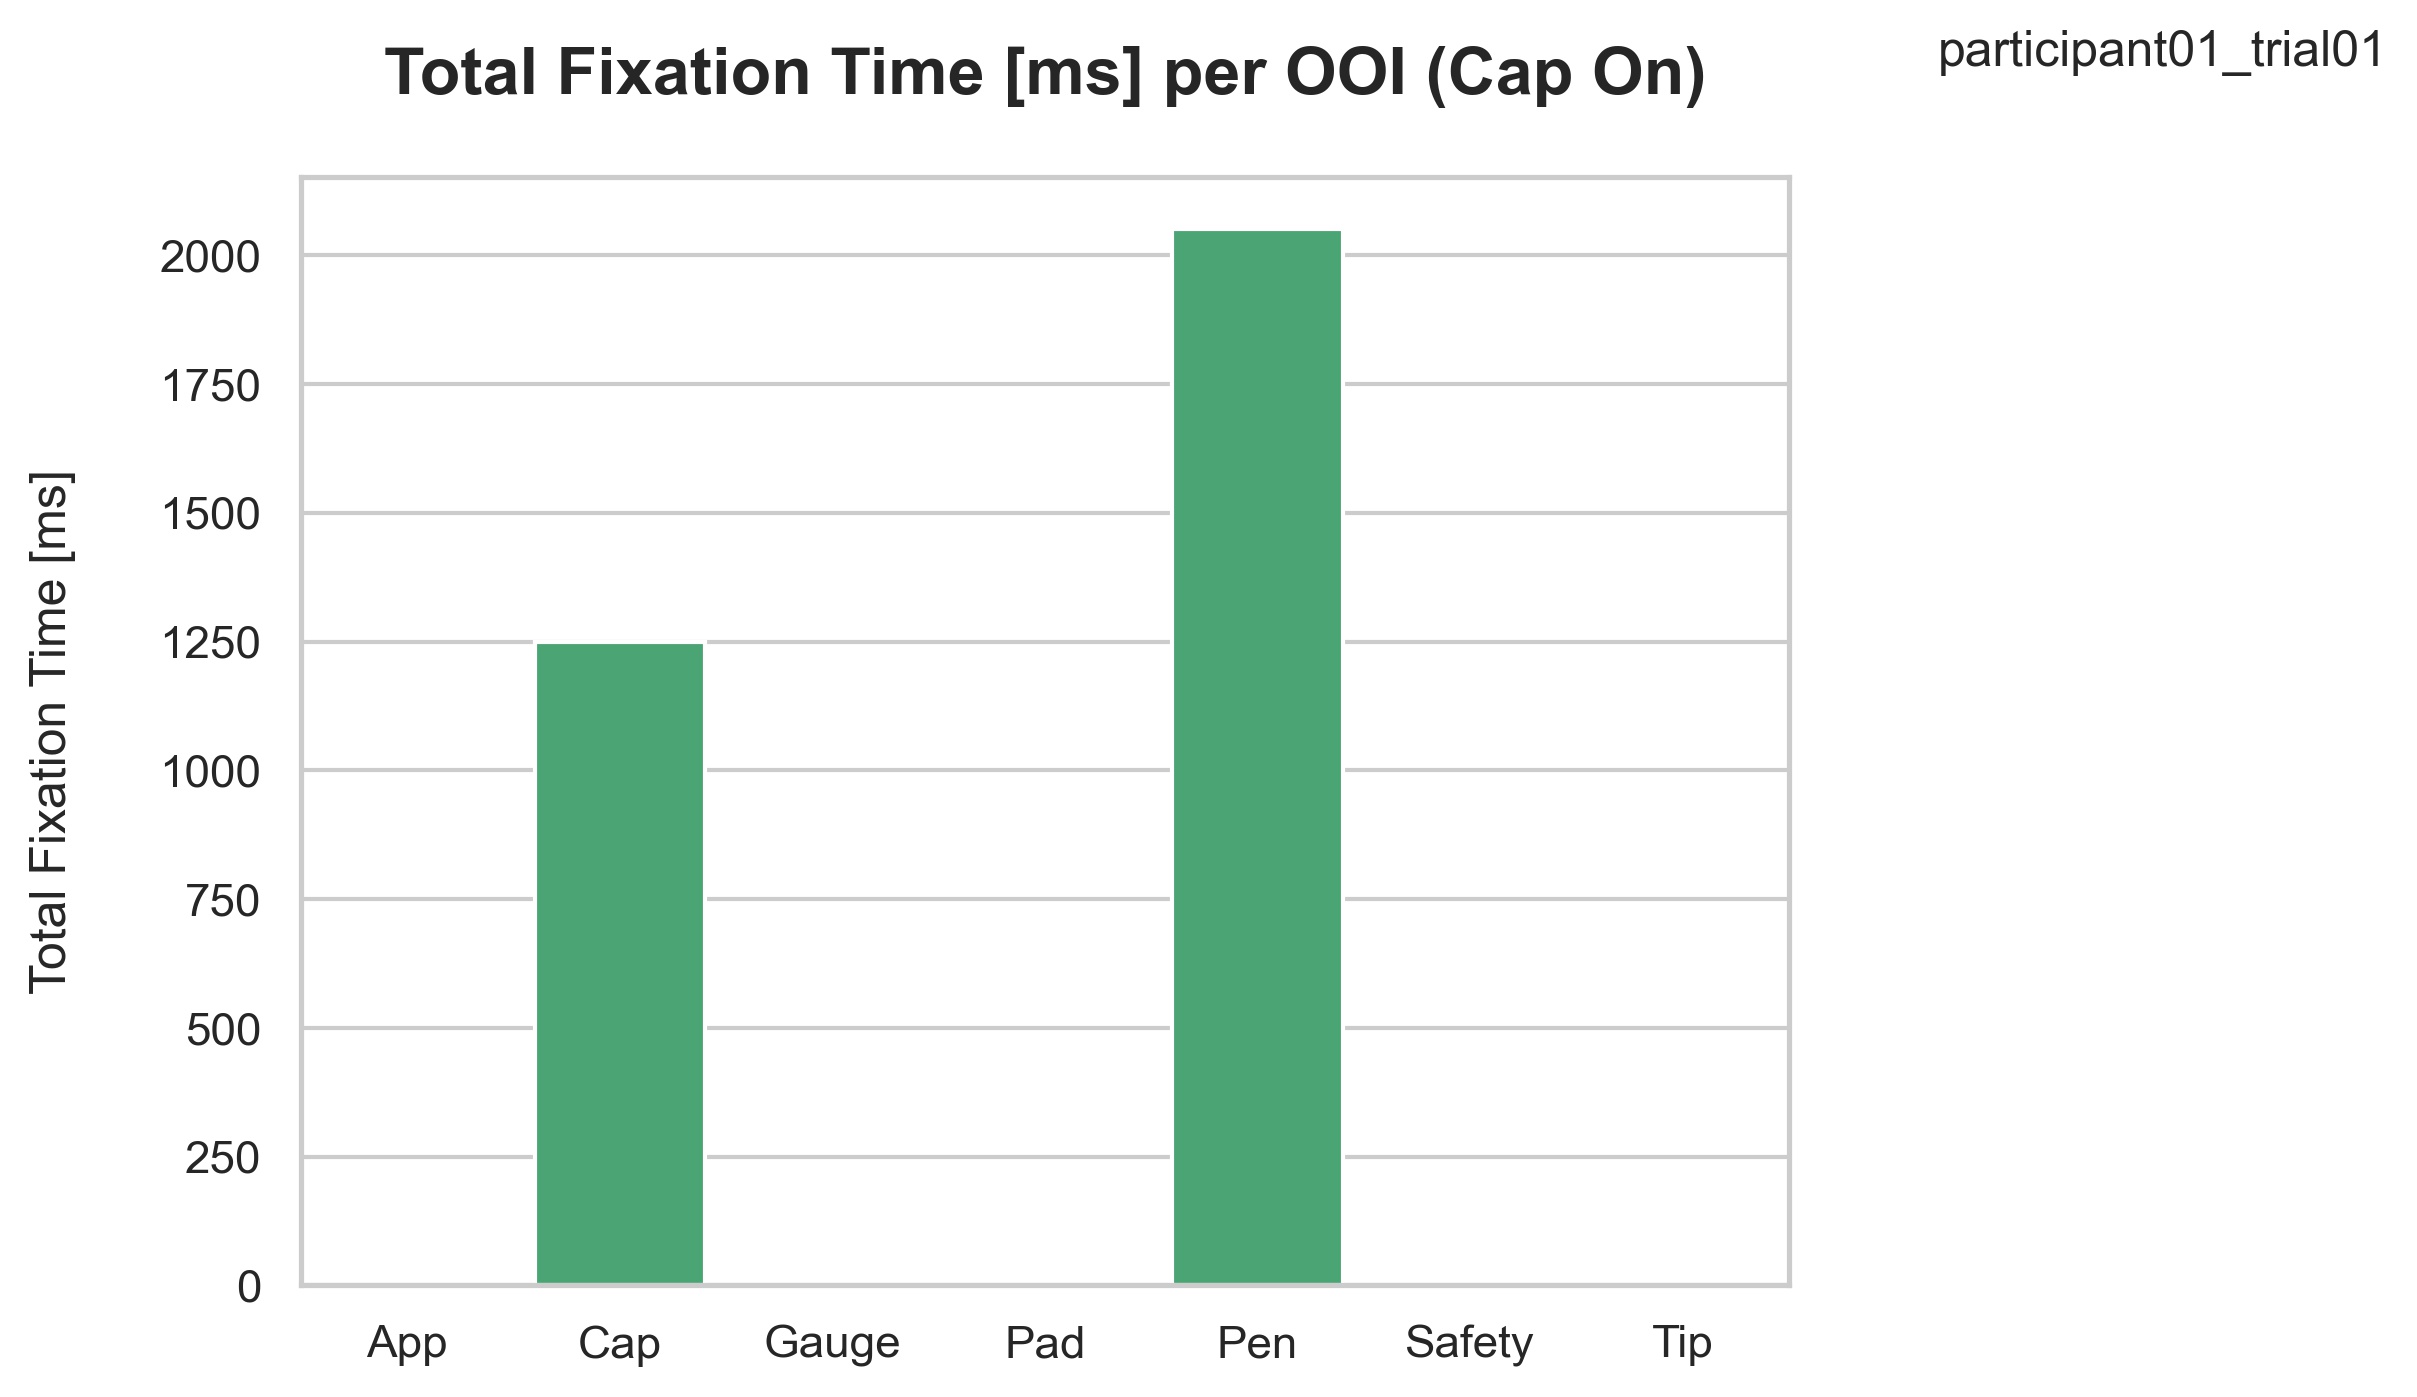 participant01_trial01
Total Fixation Time [ms] per OOI (Cap On)
Total Fixation Time [ms]
2000
1750
1500
1250
1000
750
500
250
0
App Cap Gauge Pad Pen Safety Tip